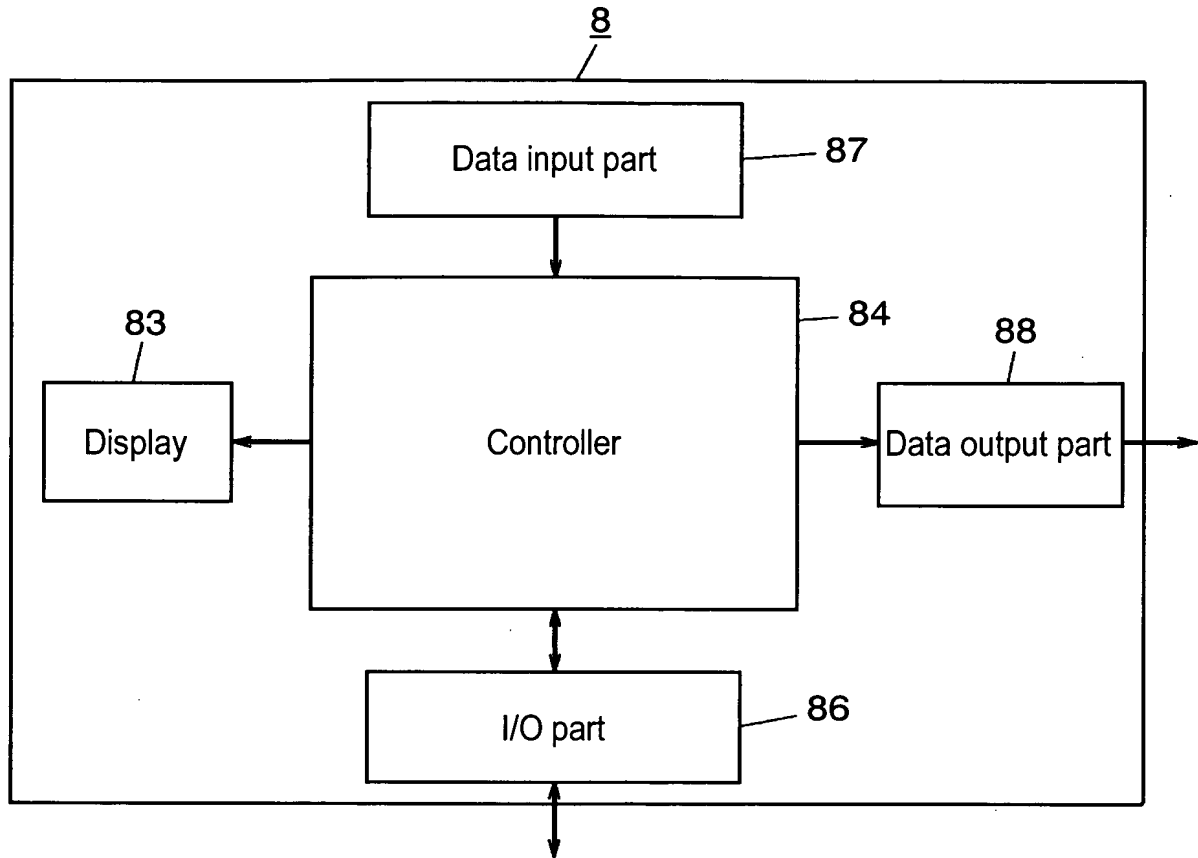 8
Data input part
87
84
83
88
Display
Controller
Data output part
86
I/O part